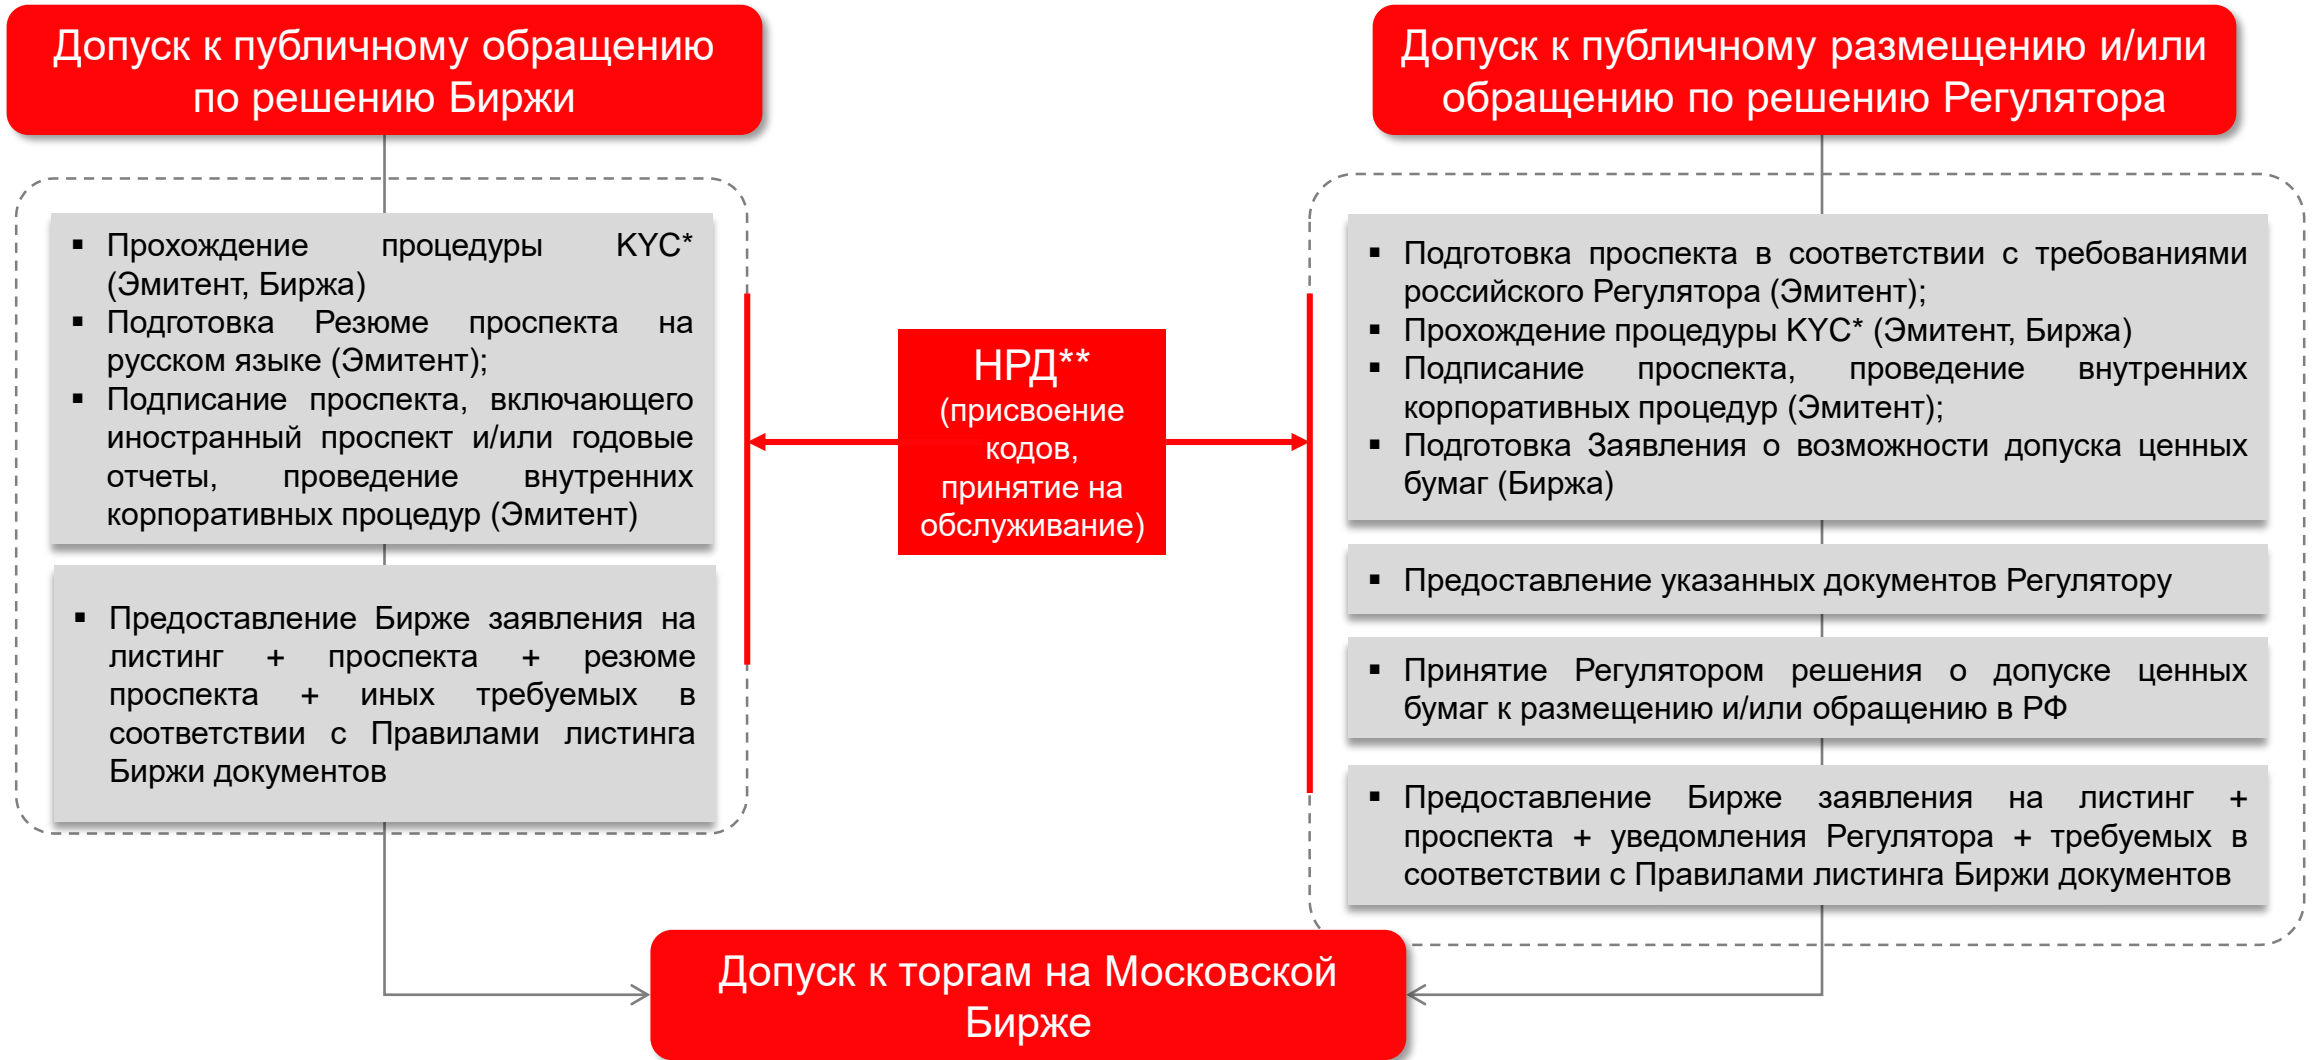 Допуск к публичному обращению
по решению Биржи
▪ Прохождение процедуры KYC*
(Эмитент, Биржа)
▪ Подготовка Резюме проспекта на
русском языке (Эмитент);
▪ Подписание проспекта, включающего
иностранный проспект и/или годовые
отчеты, проведение внутренних
корпоративных процедур (Эмитент)
▪ Предоставление Бирже заявления на
листинг + проспекта + резюме
проспекта + иных требуемых в
соответствии с Правилами листинга
Биржи документов
НРД**
(присвоение
кодов,
принятие на
обслуживание)
Допуск к публичному размещению и/или
обращению по решению Регулятора
▪ Подготовка проспекта в соответствии с требованиями
российского Регулятора (Эмитент);
▪ Прохождение процедуры KYC* (Эмитент, Биржа)
▪ Подписание проспекта, проведение внутренних
корпоративных процедур (Эмитент);
▪ Подготовка Заявления о возможности допуска ценных
бумаг (Биржа)
▪ Предоставление указанных документов Регулятору
▪ Принятие Регулятором решения о допуске ценных
бумаг к размещению и/или обращению в РФ
▪ Предоставление Бирже заявления на листинг +
проспекта + уведомления Регулятора + требуемых в
соответствии с Правилами листинга Биржи документов
Допуск к торгам на Московской
Бирже